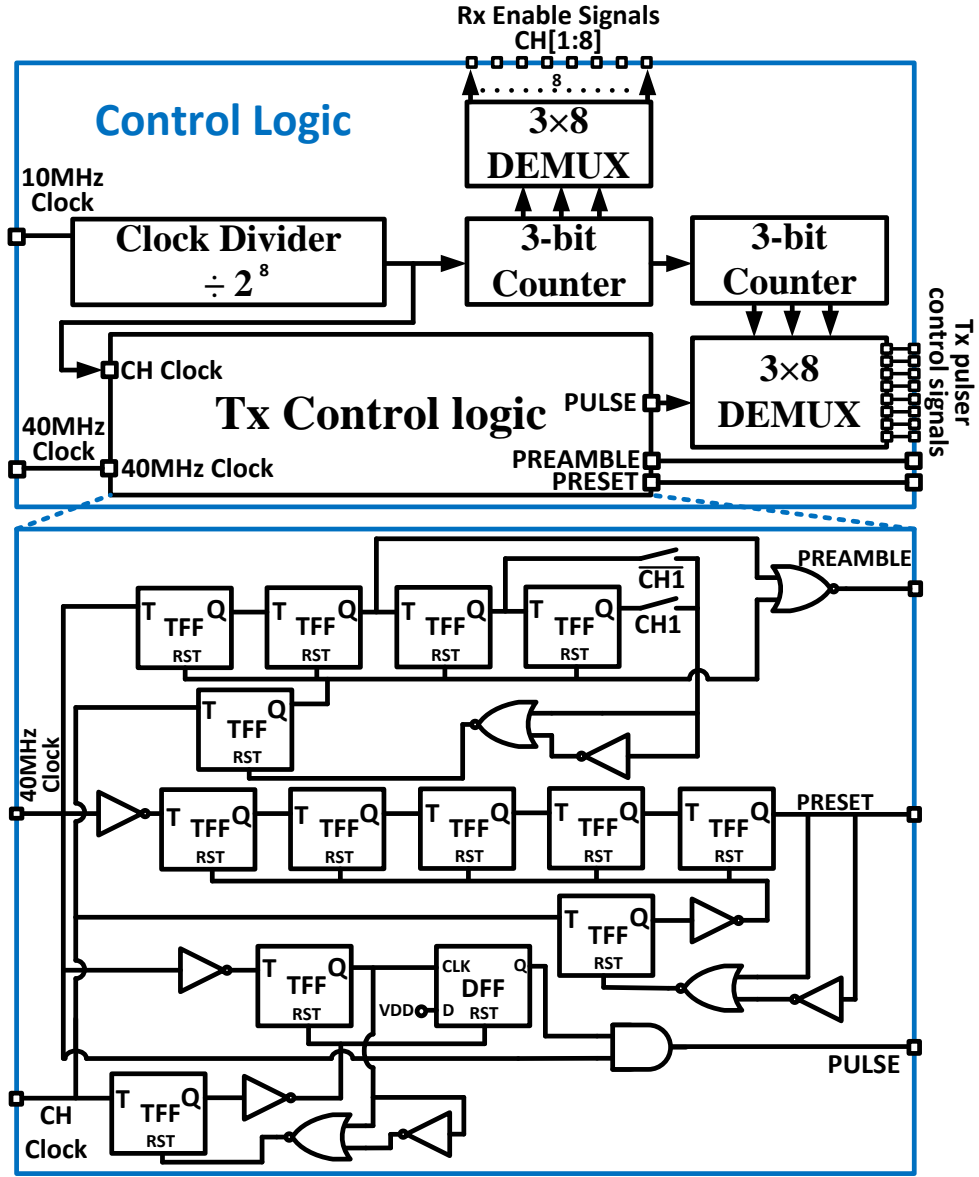 Rx Enable Signals
CH[1:8]
8
Control Logic
3×8
DEMUX
10MHz
Clock
Clock Divider
÷ 2⁸
3-bit
Counter
3-bit
Counter
CH Clock
Tx Control logic
PULSE
3×8
DEMUX
Tx pulser
control signals
40MHz
Clock
40MHz Clock
PREAMBLE
PRESET
PREAMBLE
CH1
CH1
T Q
TFF
RST
T Q
TFF
RST
T Q
TFF
RST
T Q
TFF
RST
T Q
TFF
RST
40MHz
Clock
T Q
TFF
RST
T Q
TFF
RST
T Q
TFF
RST
T Q
TFF
RST
T Q
TFF
RST
PRESET
T Q
TFF
RST
T Q
TFF
RST
CLK Q
DFF
VDD D RST
PULSE
CH
Clock
T Q
TFF
RST